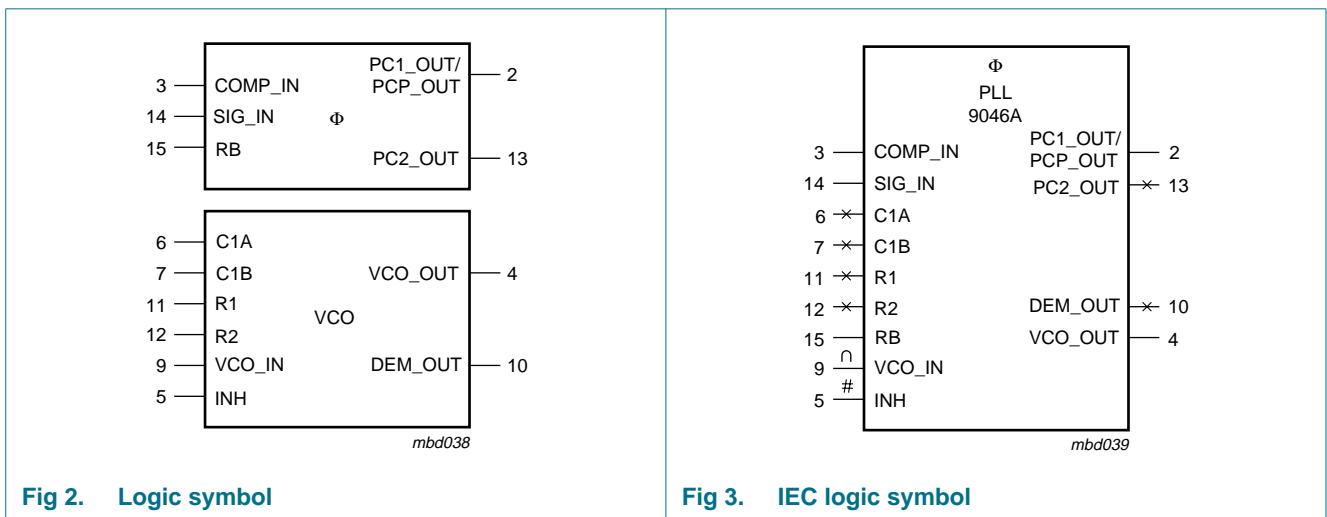 PC1_OUT/
3 COMP_IN PCP_OUT 2
14 SIG_IN Φ
15 RB
PC2_OUT 13
6 C1A
7 C1B VCO_OUT 4
11 R1
VCO
12 R2
9 VCO_IN DEM_OUT 10
5 INH
mbd038
Fig 2. Logic symbol
Φ
PLL
9046A
PC1_OUT/
3 COMP_IN PCP_OUT 2
14 SIG_IN PC2_OUT 13
6 C1A
7 C1B
11 R1
12 R2 DEM_OUT 10
15 RB VCO_OUT 4
∩
9 VCO_IN
#
5 INH
mbd039
Fig 3. IEC logic symbol